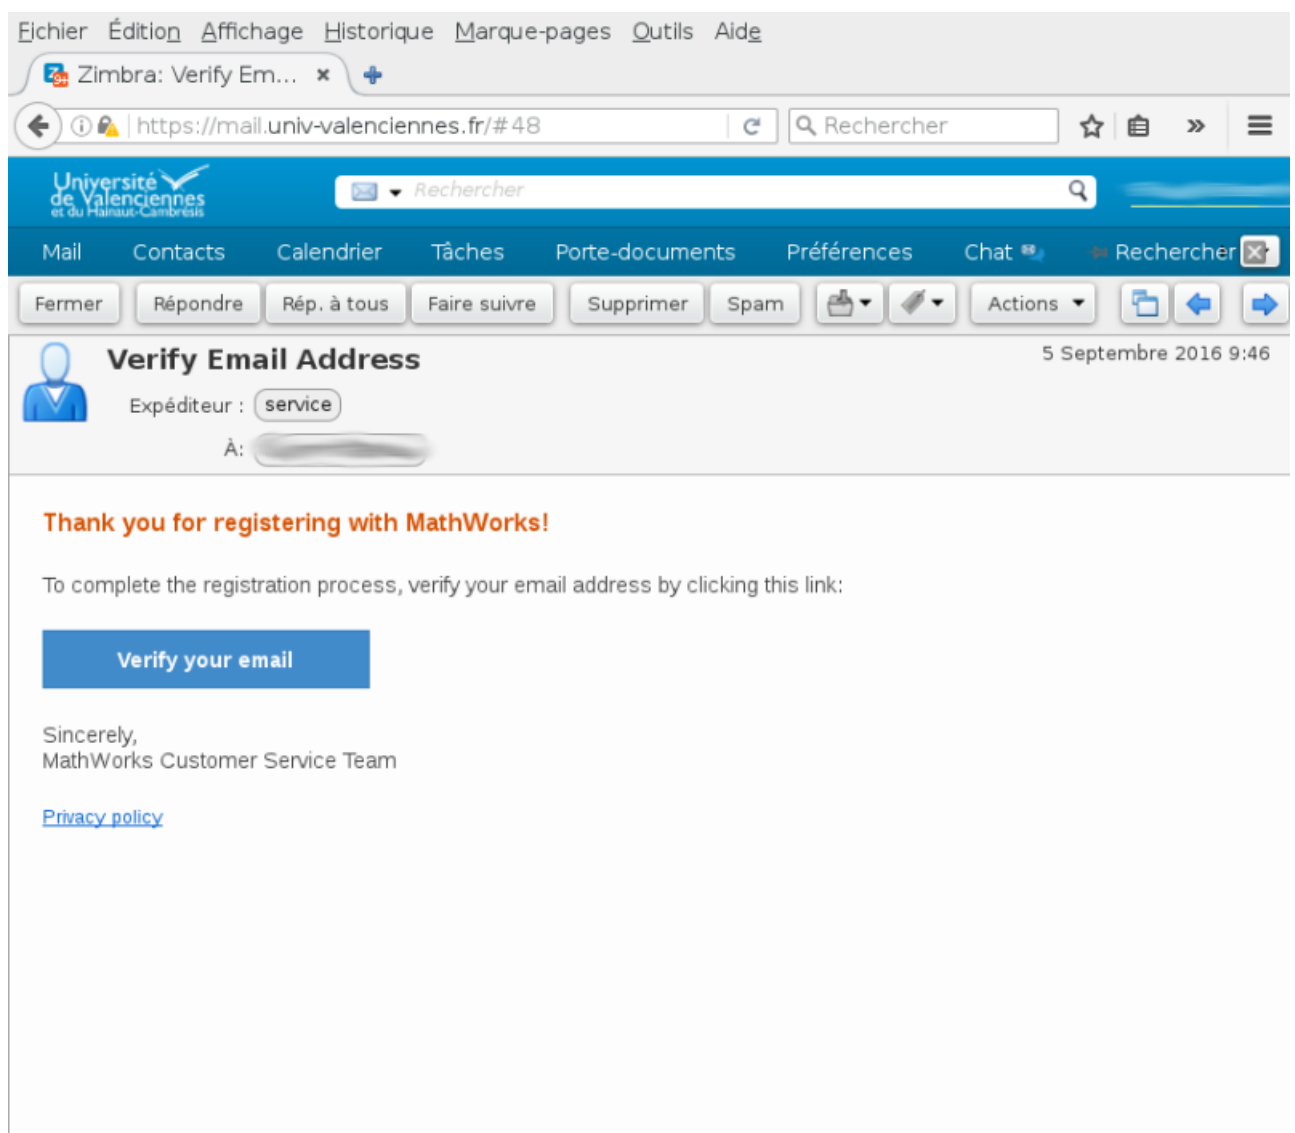 Fichier Édition Affichage Historique Marque-pages Outils Aide
Zimbra: Verify Em...
https://mail.univ-valenciennes.fr/#48 Rechercher
Université
de Valenciennes
et du Hainaut-Cambrésis
Rechercher
Mail Contacts Calendrier Tâches Porte-documents Préférences Chat Rechercher
Fermer Répondre Rép. à tous Faire suivre Supprimer Spam Actions
Verify Email Address 5 Septembre 2016 9:46
Expéditeur : service
À:
Thank you for registering with MathWorks!
To complete the registration process, verify your email address by clicking this link:
Verify your email
Sincerely,
MathWorks Customer Service Team
Privacy policy